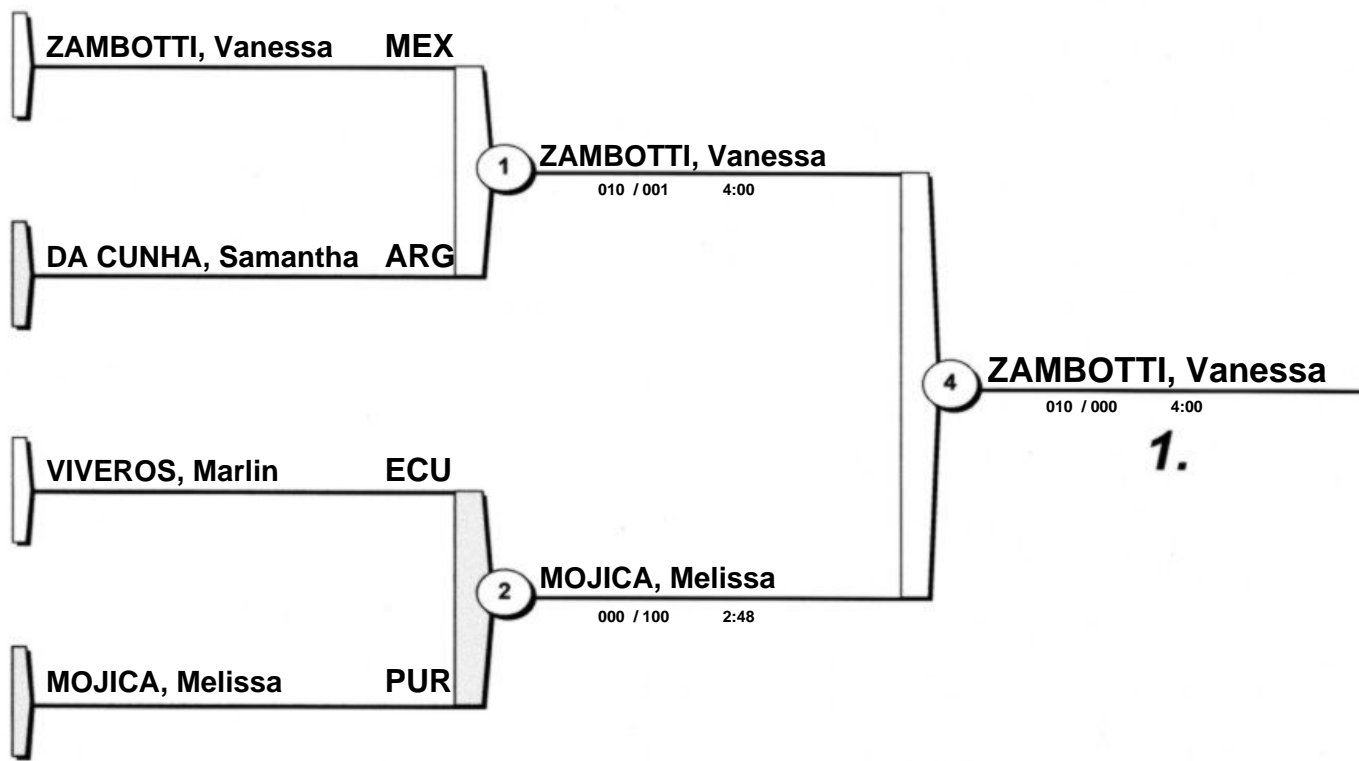 ZAMBOTTI, Vanessa MEX
1 ZAMBOTTI, Vanessa
010 / 001 4:00
DA CUNHA, Samantha ARG
4 ZAMBOTTI, Vanessa
010 / 000 4:00
1.
VIVEROS, Marlin ECU
2 MOJICA, Melissa
000 / 100 2:48
MOJICA, Melissa PUR